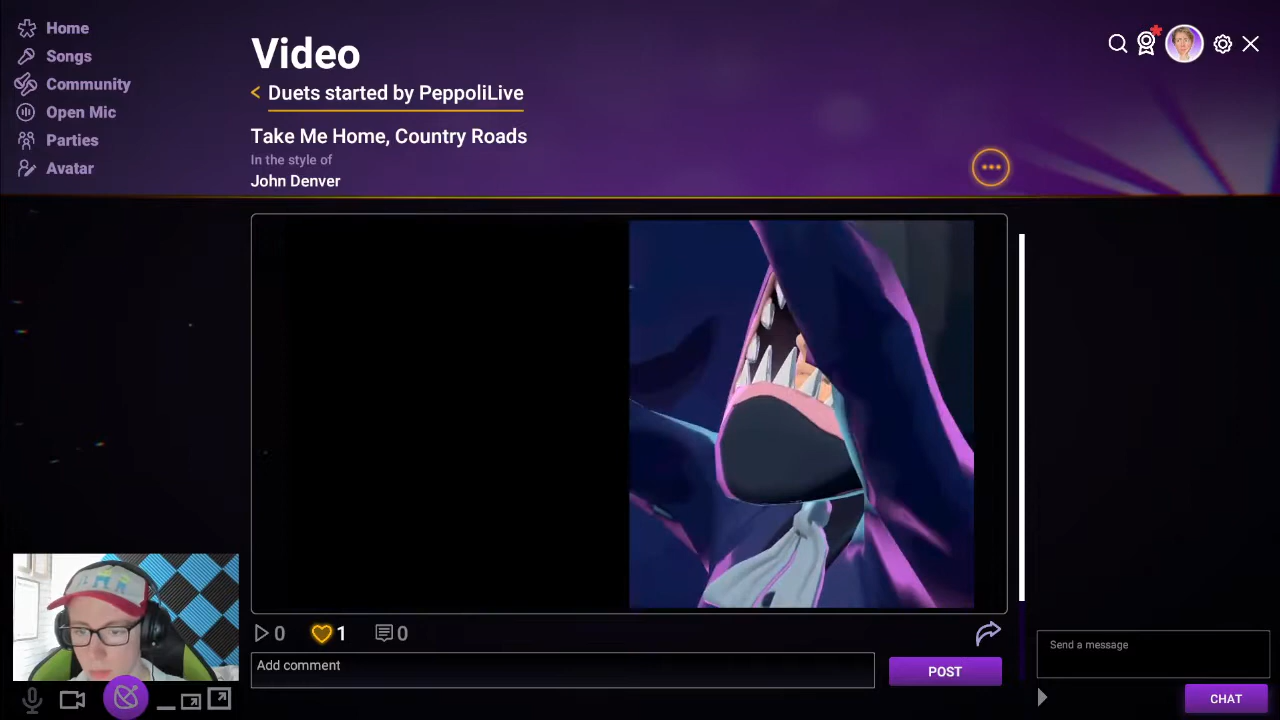 Home
Songs
Community
Open Mic
Parties
Avatar
Video
< Duets started by PeppoliLive
Take Me Home, Country Roads
In the style of
John Denver
0
1
0
Add comment
POST
Send a message
CHAT